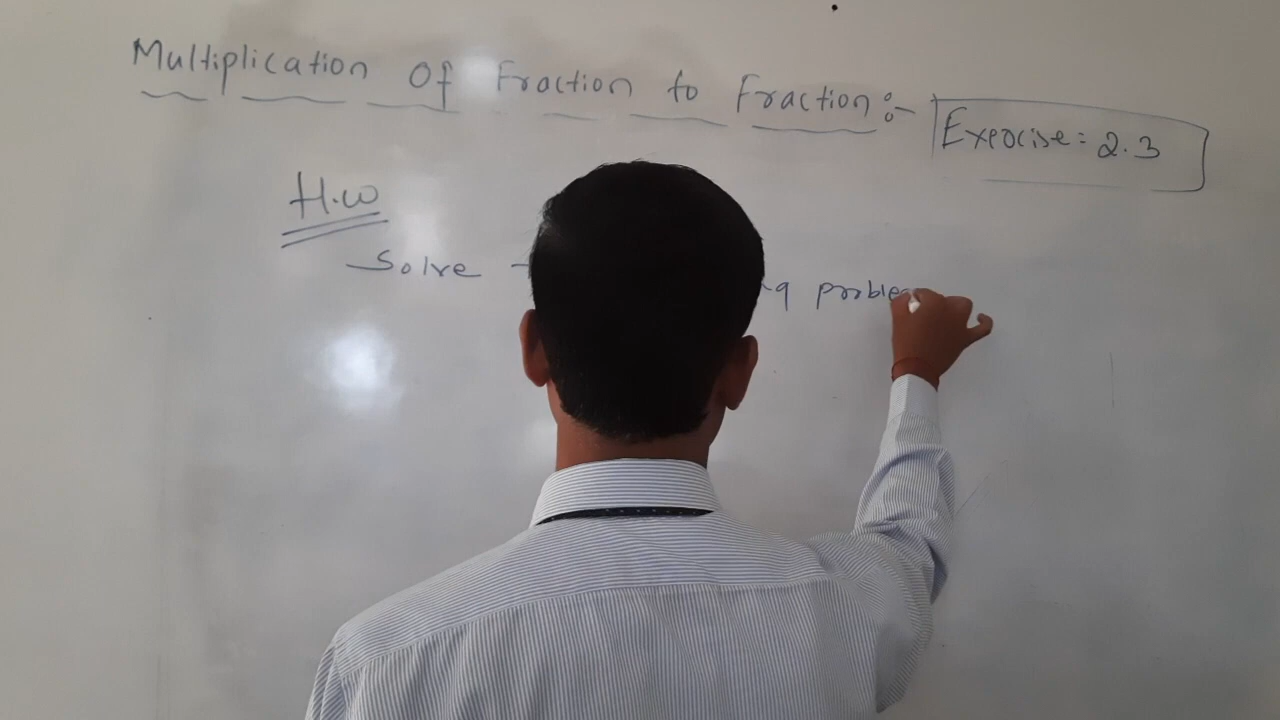 Multiplication Of Fraction to Fraction:- Exercise: 2.3
H.W
Solve problem